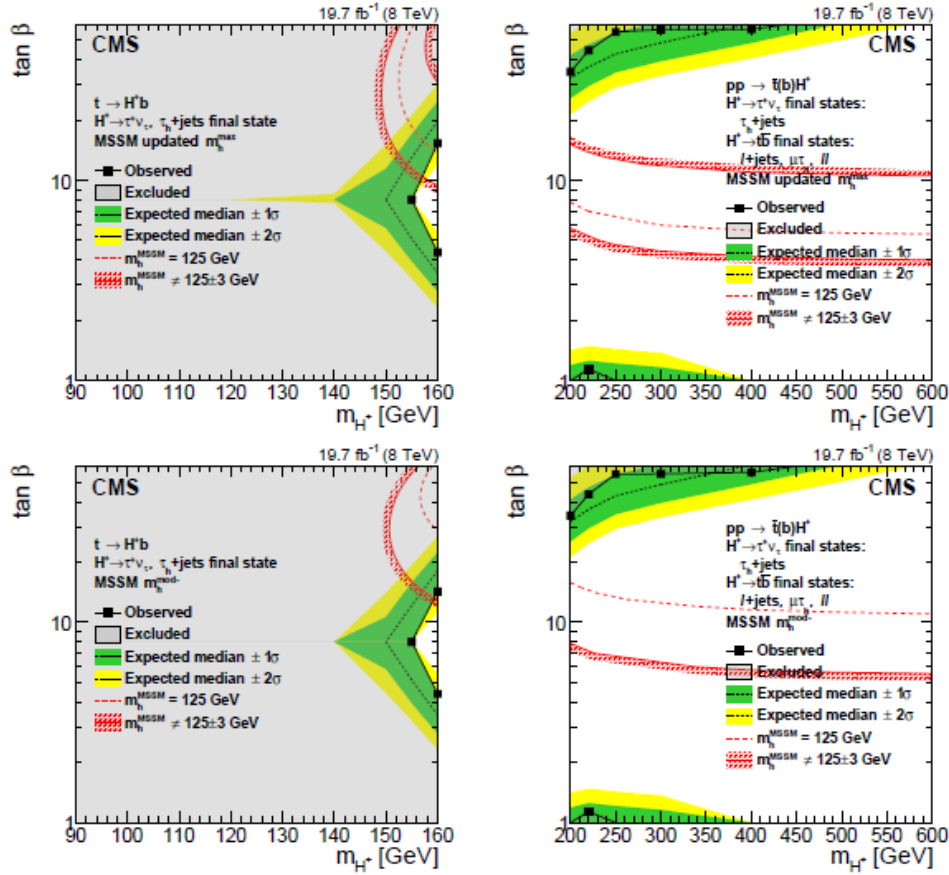 19.7 fb⁻¹ (8 TeV)
tan β
CMS
t → H⁺b
H⁺→τ⁺ν_τ, τ_h+jets final state
MSSM updated m_h^max
Observed
Excluded
Expected median ± 1σ
Expected median ± 2σ
m_h^MSSM = 125 GeV
m_h^MSSM ≠ 125±3 GeV
10
1
90 100 110 120 130 140 150 160
m_H⁺ [GeV]
19.7 fb⁻¹ (8 TeV)
tan β
CMS
pp → t̄(b)H⁺
H⁺→τ⁺ν_τ final states:
τ_h+jets
H⁺→tb̄ final states:
l+jets, μτ_h, ll
MSSM updated m_h^max
Observed
Excluded
Expected median ± 1σ
Expected median ± 2σ
m_h^MSSM = 125 GeV
m_h^MSSM ≠ 125±3 GeV
10
1
200 250 300 350 400 450 500 550 600
m_H⁺ [GeV]
19.7 fb⁻¹ (8 TeV)
tan β
CMS
t → H⁺b
H⁺→τ⁺ν_τ, τ_h+jets final state
MSSM m_h^mod-
Observed
Excluded
Expected median ± 1σ
Expected median ± 2σ
m_h^MSSM = 125 GeV
m_h^MSSM ≠ 125±3 GeV
10
1
90 100 110 120 130 140 150 160
m_H⁺ [GeV]
19.7 fb⁻¹ (8 TeV)
tan β
CMS
pp → t̄(b)H⁺
H⁺→τ⁺ν_τ final states:
τ_h+jets
H⁺→tb̄ final states:
l+jets, μτ_h, ll
MSSM m_h^mod-
Observed
Excluded
Expected median ± 1σ
Expected median ± 2σ
m_h^MSSM = 125 GeV
m_h^MSSM ≠ 125±3 GeV
10
1
200 250 300 350 400 450 500 550 600
m_H⁺ [GeV]